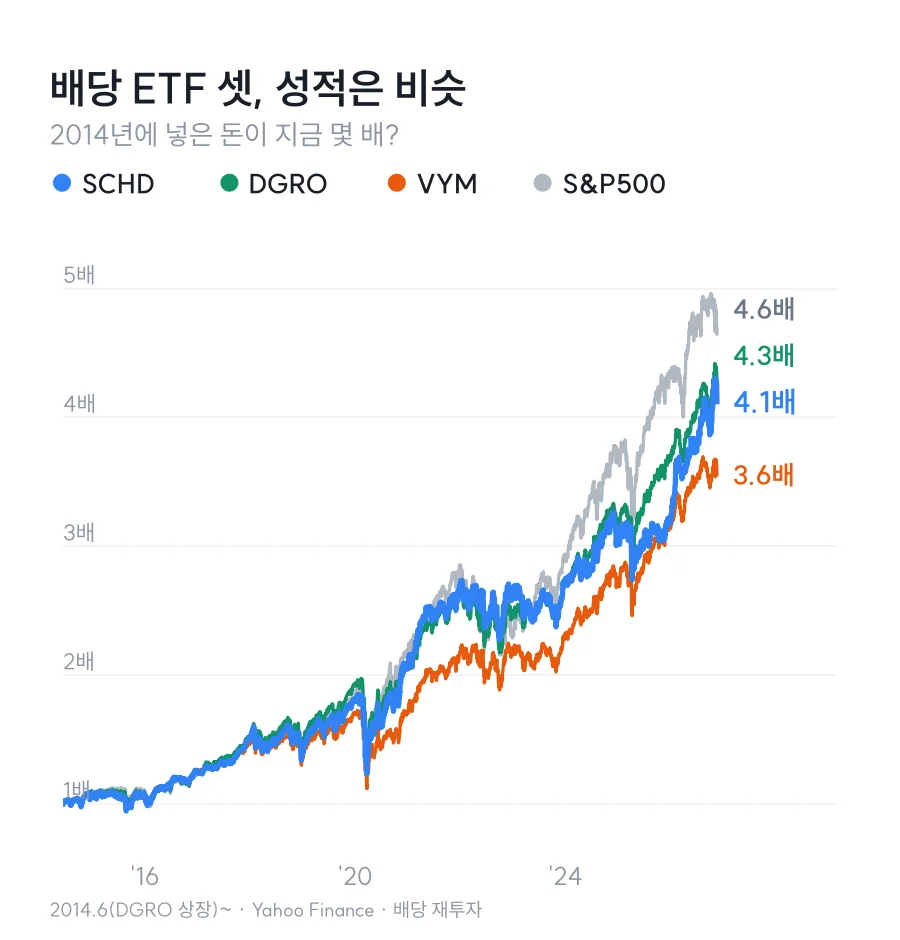 배당 ETF 셋, 성적은 비슷
2014년에 넣은 돈이 지금 몇 배?
SCHD DGRO VYM S&P500
5배
4.6배
4.3배
4배
4.1배
3.6배
3배
2배
1배
'16 '20 '24
2014.6(DGRO 상장)~ · Yahoo Finance · 배당 재투자